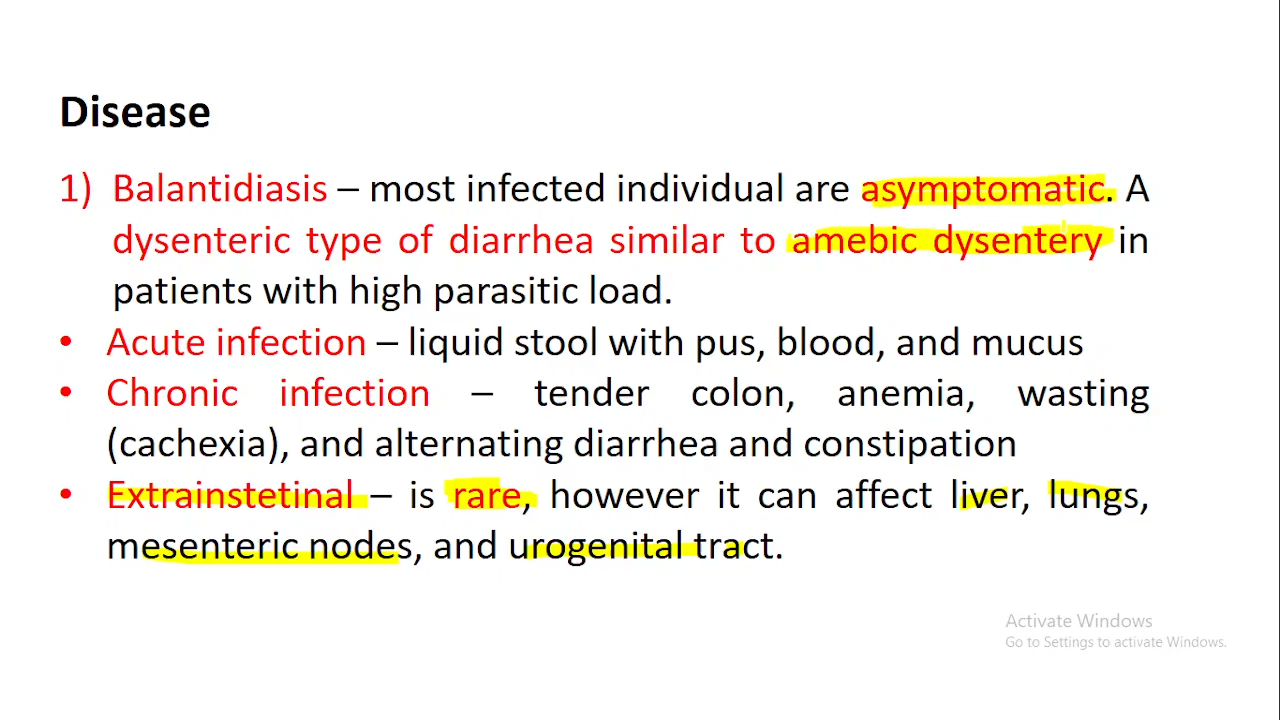 Disease
1) Balantidiasis – most infected individual are asymptomatic. A
dysenteric type of diarrhea similar to amebic dysentery in
patients with high parasitic load.
• Acute infection – liquid stool with pus, blood, and mucus
• Chronic infection – tender colon, anemia, wasting
(cachexia), and alternating diarrhea and constipation
• Extrainstetinal – is rare, however it can affect liver, lungs,
mesenteric nodes, and urogenital tract.
Activate Windows
Go to Settings to activate Windows.